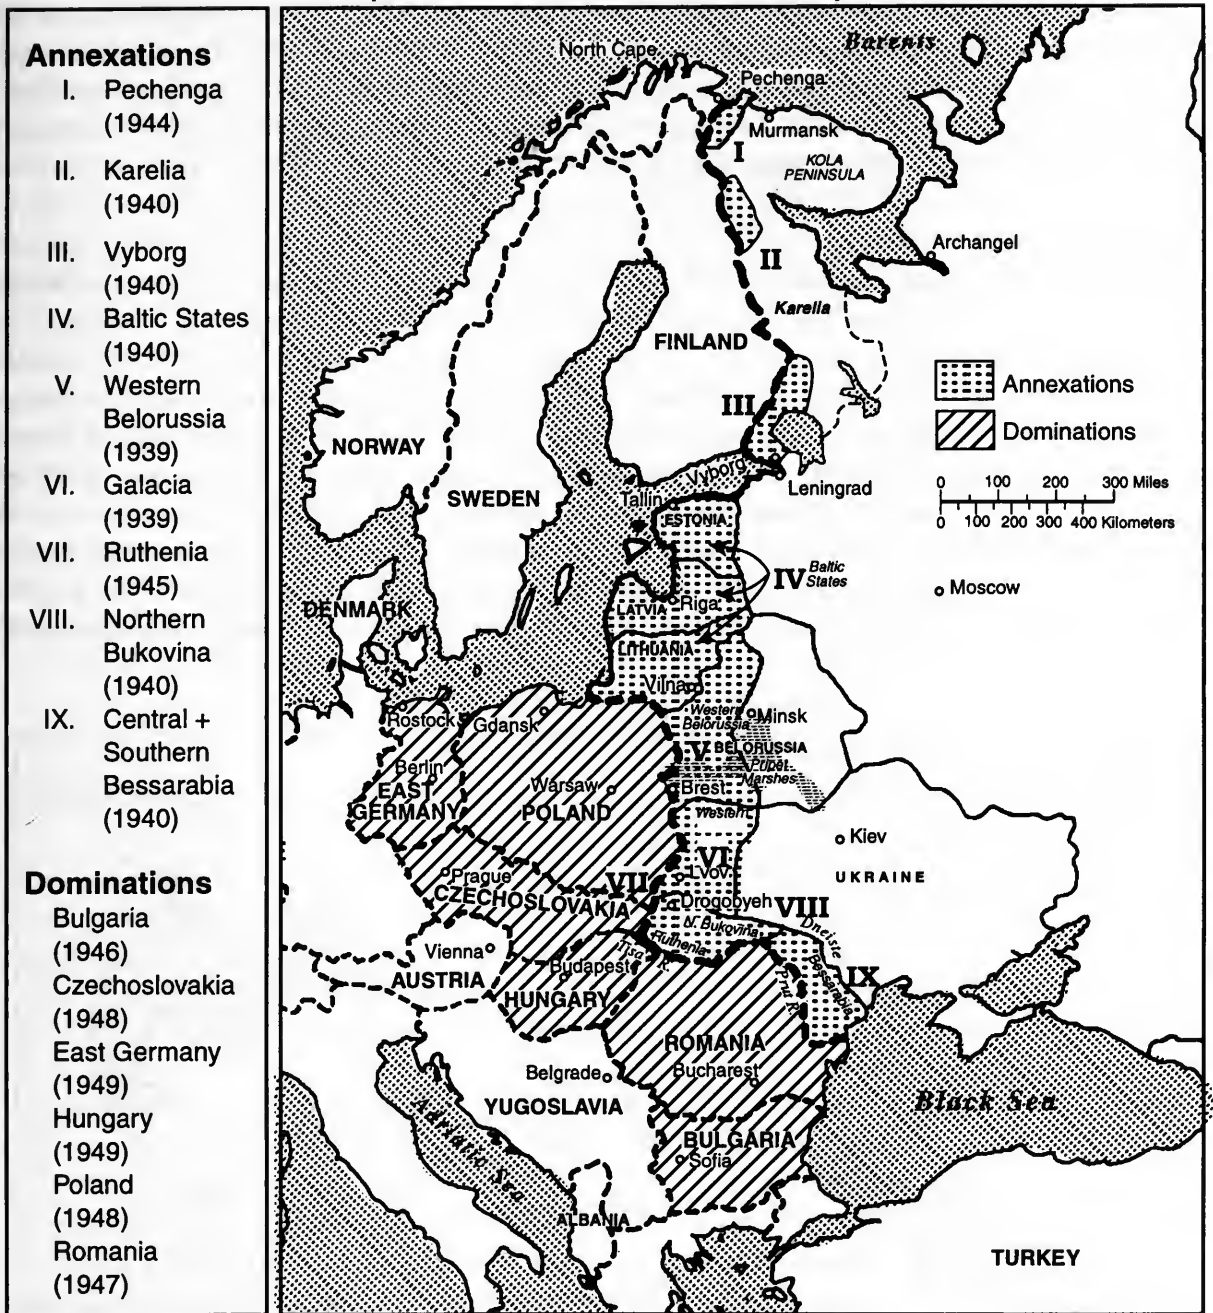 Annexations
I. Pechenga
(1944)
II. Karelia
(1940)
III. Vyborg
(1940)
IV. Baltic States
(1940)
V. Western
Belorussia
(1939)
VI. Galacia
(1939)
VII. Ruthenia
(1945)
VIII. Northern
Bukovina
(1940)
IX. Central +
Southern
Bessarabia
(1940)
Dominations
Bulgaria
(1946)
Czechoslovakia
(1948)
East Germany
(1949)
Hungary
(1949)
Poland
(1948)
Romania
(1947)
North Cape
Barents
Pechenga
Murmansk
I
KOLA
PENINSULA
Archangel
II
Karelia
FINLAND
Annexations
III
Dominations
NORWAY
Vyborg
SWEDEN
Leningrad
0 100 200 300 Miles
0 100 200 300 400 Kilometers
Tallin
ESTONIA
IV Baltic
States
Moscow
DENMARK
LATVIA
Riga
LITHUANIA
Vilna
Western
Belorussia
Minsk
Rostock
Gdansk
V
BELORUSSIA
Pripet
Marshes
Berlin
EAST
GERMANY
Warsaw
POLAND
Brest
Western
Kiev
VI
Lvov
UKRAINE
Prague
CZECHOSLOVAKIA
VII
Drogobyeh
VIII
N. Bukovina
Dneiste
Ruthenia
Vienna
Tisa R.
Budapest
AUSTRIA
HUNGARY
Prut R.
Bessarabia
IX
ROMANIA
Bucharest
Belgrade
YUGOSLAVIA
Black Sea
Adriatic Sea
BULGARIA
Sofia
ALBANIA
TURKEY